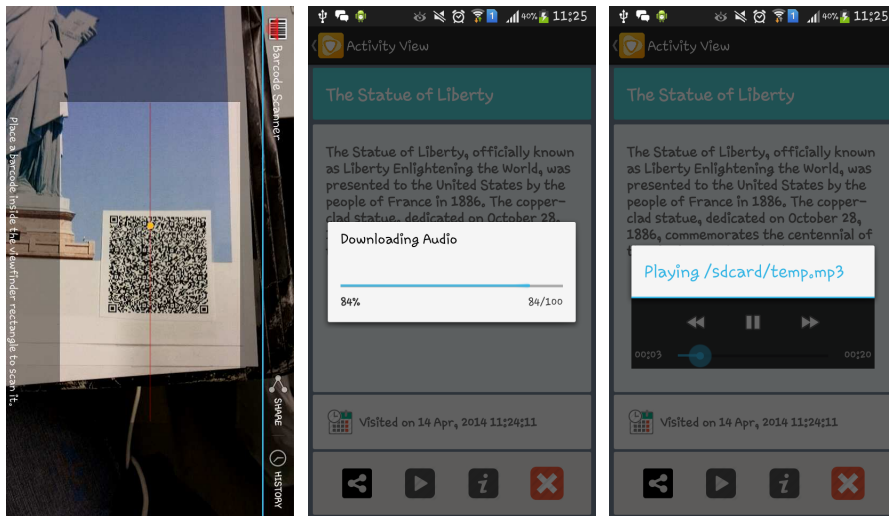 Barcode Scanner
SHARE
HISTORY
Place a barcode inside the viewfinder rectangle to scan it.
1 40% 11:25
Activity View
The Statue of Liberty
The Statue of Liberty, officially known
as Liberty Enlightening the World, was
presented to the United States by the
people of France in 1886. The copper-
clad statue, dedicated on October 28,
Downloading Audio
84% 84/100
Visited on 14 Apr, 2014 11:24:11
1 40% 11:25
Activity View
The Statue of Liberty
The Statue of Liberty, officially known
as Liberty Enlightening the World, was
presented to the United States by the
people of France in 1886. The copper-
clad statue, dedicated on October 28,
1886, commemorates the centennial of
Playing /sdcard/temp.mp3
00:03 00:20
Visited on 14 Apr, 2014 11:24:11